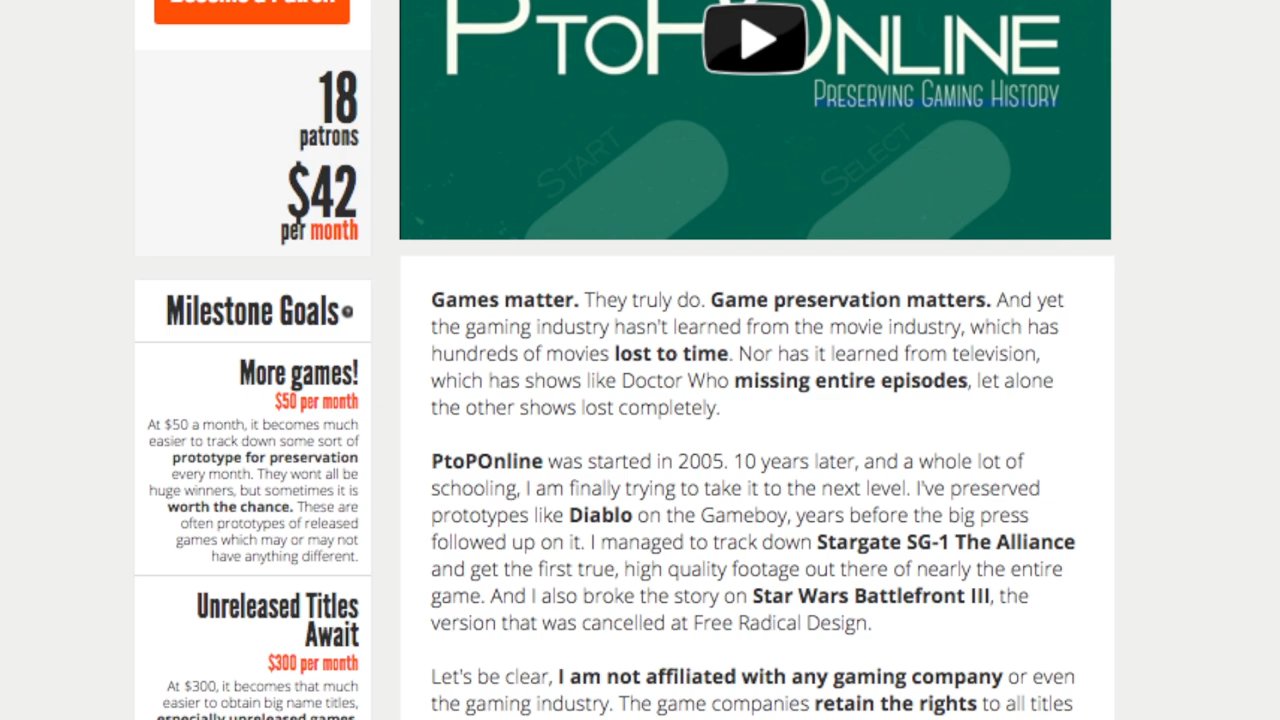 Become a Patron
18
patrons
$42
per month
Milestone Goals
More games!
$50 per month
At $50 a month, it becomes much
easier to track down some sort of
prototype for preservation
every month. They wont all be
huge winners, but sometimes it is
worth the chance. These are
often prototypes of released
games which may or may not
have anything different.
Unreleased Titles
Await
$300 per month
At $300, it becomes that much
easier to obtain big name titles,
especially unreleased games.
PtoPOnline
Preserving Gaming History
Start
Select
Games matter. They truly do. Game preservation matters. And yet
the gaming industry hasn't learned from the movie industry, which has
hundreds of movies lost to time. Nor has it learned from television,
which has shows like Doctor Who missing entire episodes, let alone
the other shows lost completely.
PtoPOnline was started in 2005. 10 years later, and a whole lot of
schooling, I am finally trying to take it to the next level. I've preserved
prototypes like Diablo on the Gameboy, years before the big press
followed up on it. I managed to track down Stargate SG-1 The Alliance
and get the first true, high quality footage out there of nearly the entire
game. And I also broke the story on Star Wars Battlefront III, the
version that was cancelled at Free Radical Design.
Let's be clear, I am not affiliated with any gaming company or even
the gaming industry. The game companies retain the rights to all titles